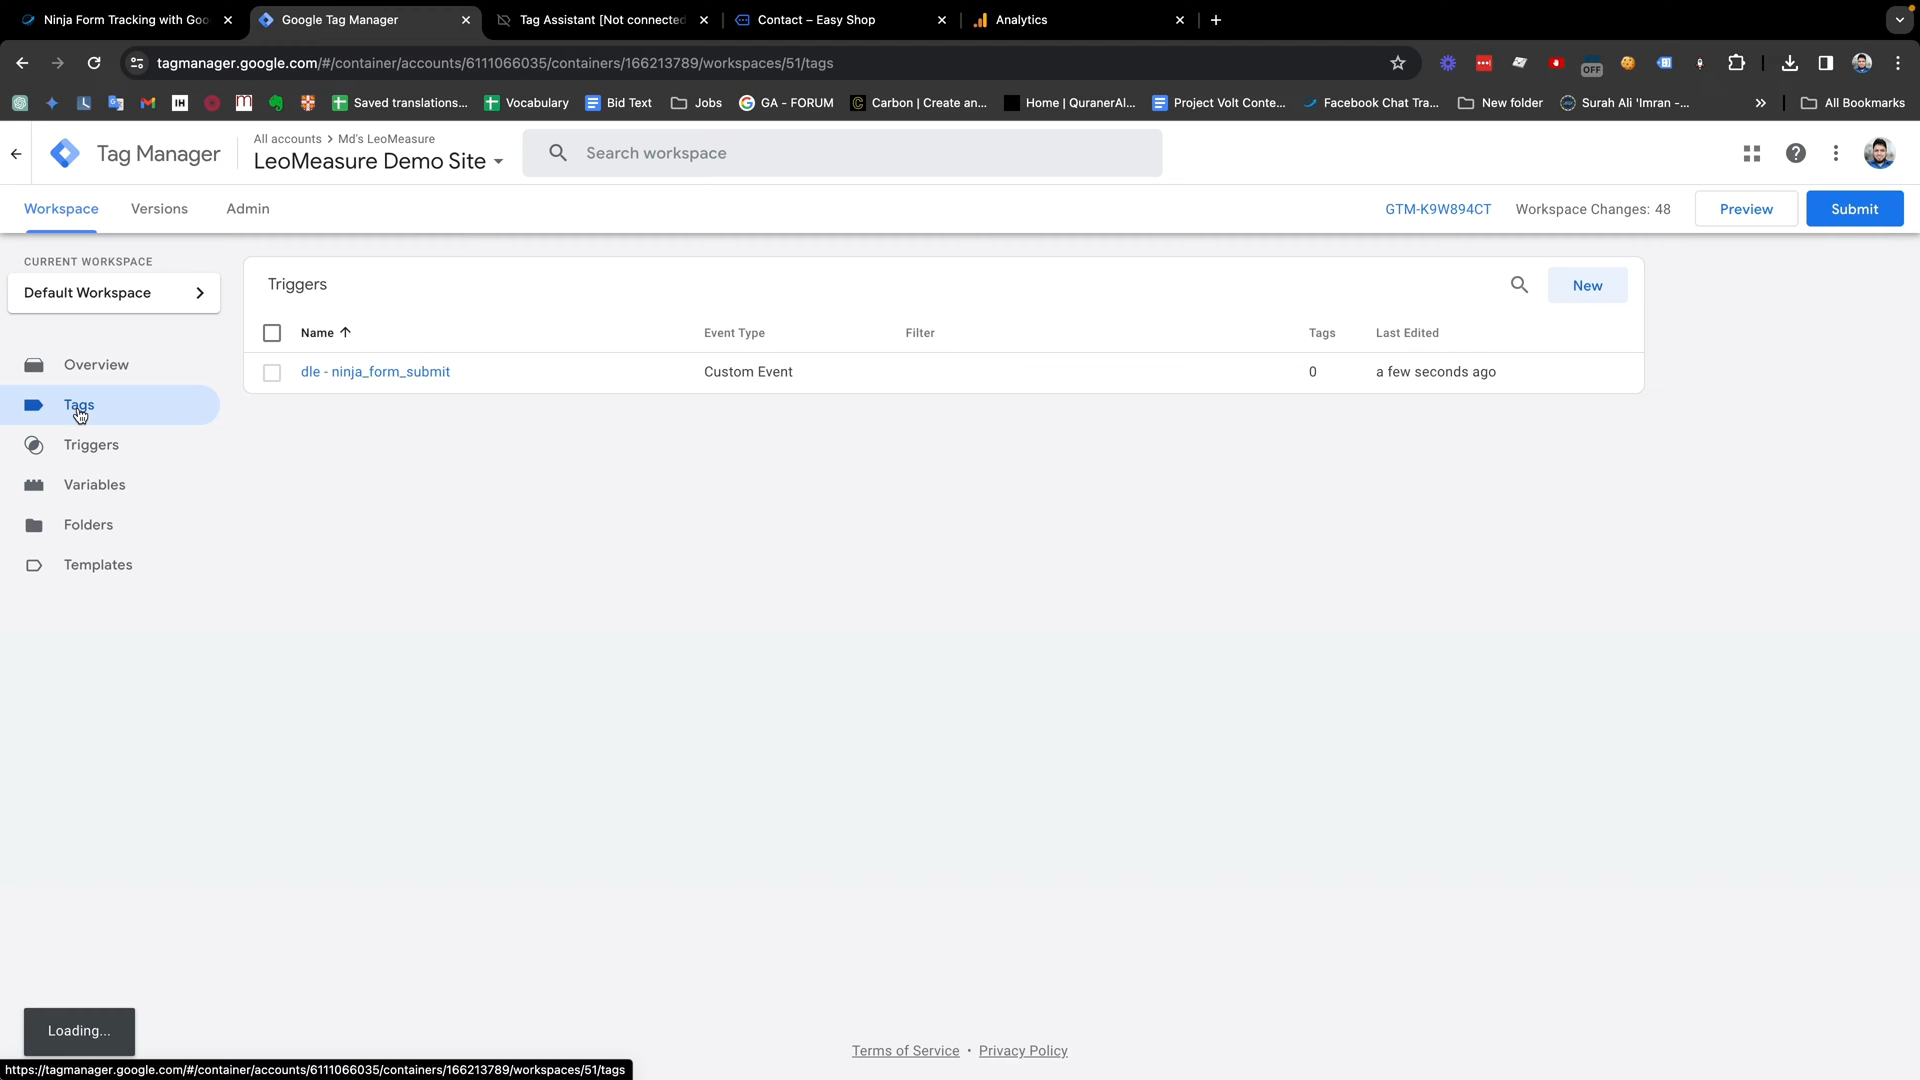 Ninja Form Tracking with Goo
Google Tag Manager
Tag Assistant [Not connected
Contact – Easy Shop
Analytics
tagmanager.google.com/#/container/accounts/6111066035/containers/166213789/workspaces/51/tags
OFF
Saved translations...
Vocabulary
Bid Text
Jobs
GA - FORUM
Carbon | Create an...
Home | QuranerAl...
Project Volt Conte...
Facebook Chat Tra...
New folder
Surah Ali 'Imran -...
All Bookmarks
Tag Manager
All accounts > Md's LeoMeasure
LeoMeasure Demo Site
Search workspace
Workspace
Versions
Admin
GTM-K9W894CT
Workspace Changes: 48
Preview
Submit
CURRENT WORKSPACE
Default Workspace
Overview
Tags
Triggers
Variables
Folders
Templates
Triggers
New
Name
Event Type
Filter
Tags
Last Edited
dle - ninja_form_submit
Custom Event
0
a few seconds ago
Loading...
Terms of Service • Privacy Policy
https://tagmanager.google.com/#/container/accounts/6111066035/containers/166213789/workspaces/51/tags